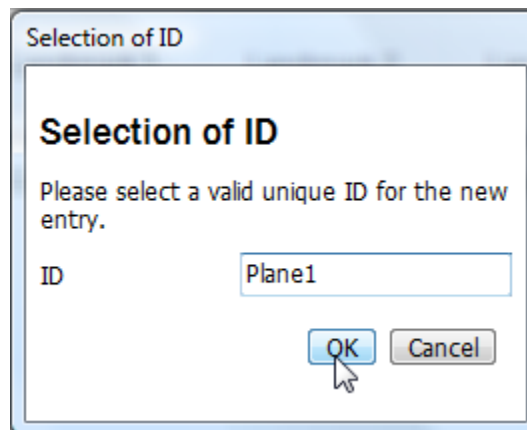 Selection of ID
Selection of ID
Please select a valid unique ID for the new
entry.
ID Plane1
OK Cancel